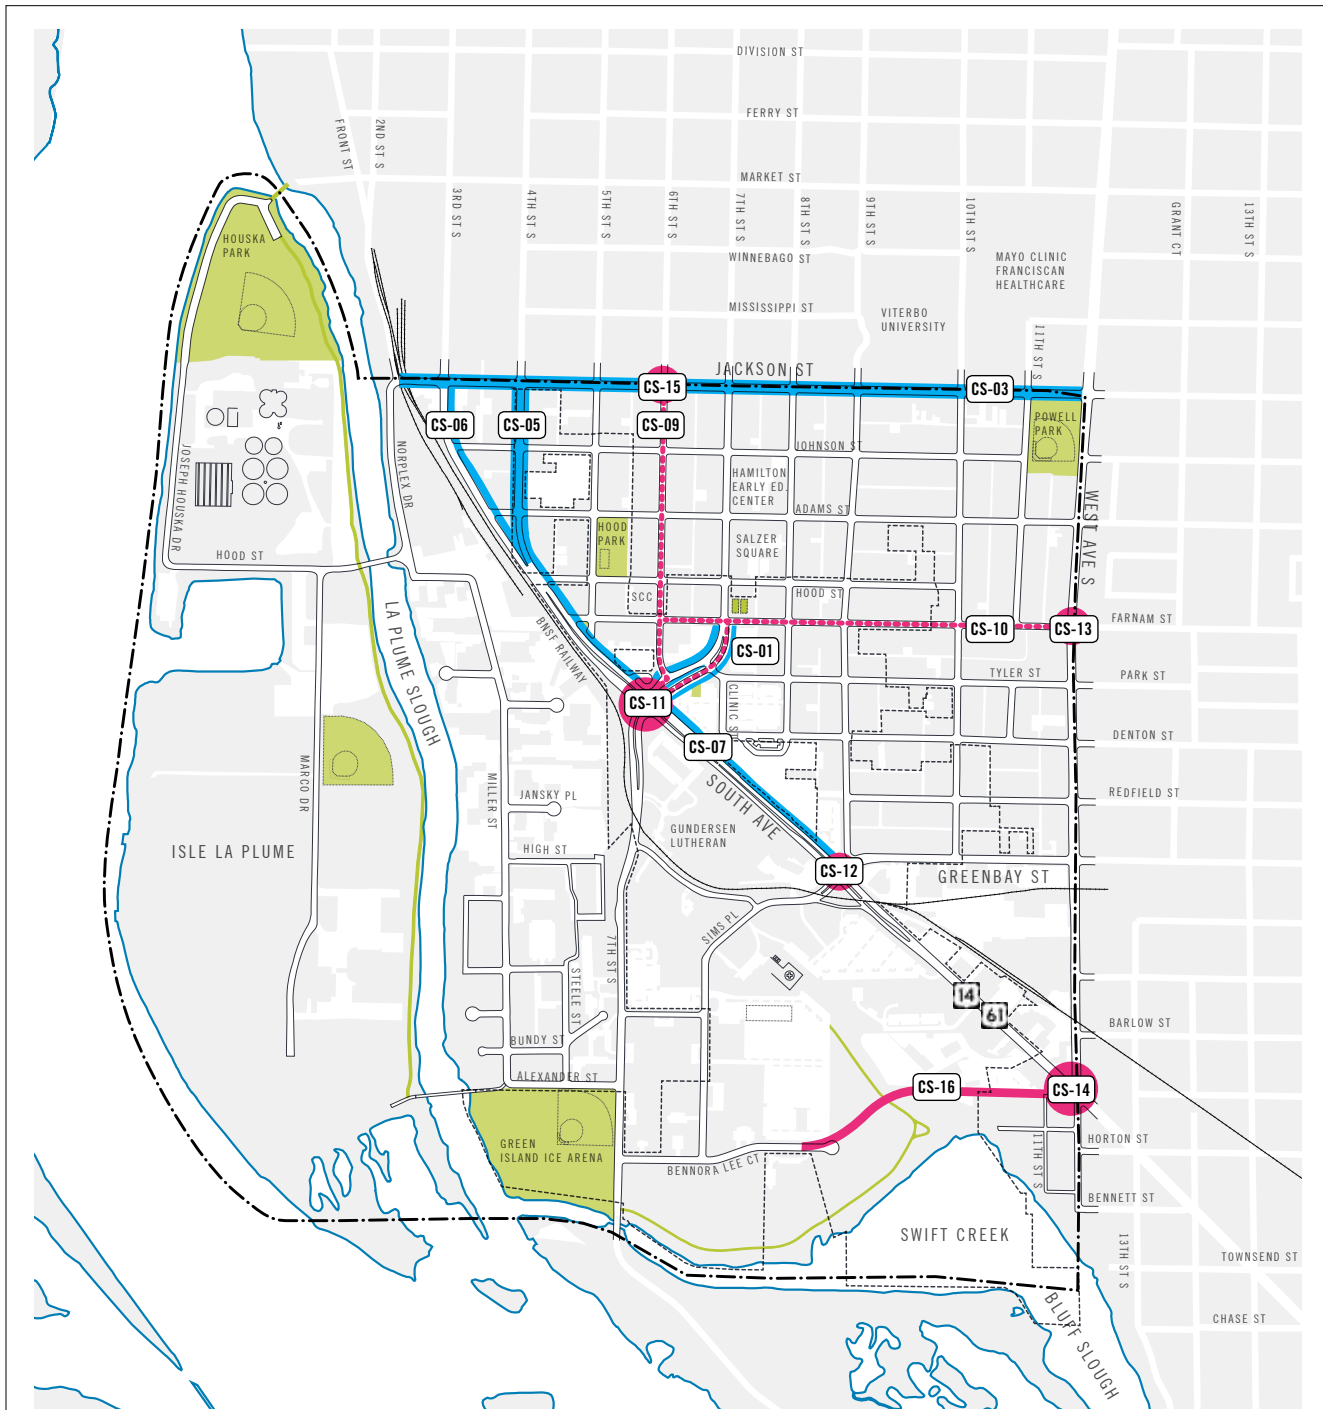 DIVISION ST
FERRY ST
FRONT ST
2ND ST S
MARKET ST
3RD ST S
4TH ST S
5TH ST S
6TH ST S
7TH ST S
8TH ST S
9TH ST S
10TH ST S
GRANT CT
13TH ST S
HOUSKA
PARK
WINNEBAGO ST
MAYO CLINIC
FRANCISCAN
HEALTHCARE
MISSISSIPPI ST
VITERBO
UNIVERSITY
11TH ST S
JACKSON ST
CS-15
CS-03
CS-06
CS-05
CS-09
POWELL
PARK
JOHNSON ST
NORPLEX DR
JOSEPH HOUSKA DR
HAMILTON
EARLY ED.
CENTER
ADAMS ST
WEST AVE S
HOOD
PARK
SALZER
SQUARE
HOOD ST
SCC
HOOD ST
LA PLUME SLOUGH
BNSF RAILWAY
CS-10
CS-13
FARNAM ST
CS-01
TYLER ST
PARK ST
CLINIC ST
CS-11
CS-07
DENTON ST
MARCO DR
MILLER ST
JANSKY PL
SOUTH AVE
REDFIELD ST
GUNDERSEN
LUTHERAN
ISLE LA PLUME
HIGH ST
CS-12
GREENBAY ST
SIMS PL
7TH ST S
STEELE ST
14
61
BARLOW ST
BUNDY ST
ALEXANDER ST
CS-16
CS-14
GREEN
ISLAND ICE ARENA
BENNORA LEE CT
HORTON ST
11TH ST S
BENNETT ST
SWIFT CREEK
13TH ST S
TOWNSEND ST
BLUFF SLOUGH
CHASE ST